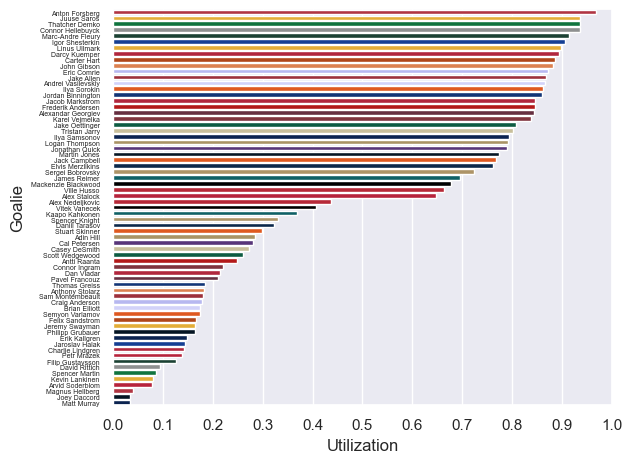 Anton Forsberg
Juuse Saros
Thatcher Demko
Connor Hellebuyck
Marc-Andre Fleury
Igor Shesterkin
Linus Ullmark
Darcy Kuemper
Carter Hart
John Gibson
Eric Comrie
Jake Allen
Andrei Vasilevskiy
Ilya Sorokin
Jordan Binnington
Jacob Markstrom
Frederik Andersen
Alexandar Georgiev
Karel Vejmelka
Jake Oettinger
Tristan Jarry
Ilya Samsonov
Logan Thompson
Jonathan Quick
Martin Jones
Jack Campbell
Elvis Merzlikins
Sergei Bobrovsky
James Reimer
Mackenzie Blackwood
Ville Husso
Alex Stalock
Alex Nedeljkovic
Vitek Vanecek
Kaapo Kahkonen
Spencer Knight
Daniil Tarasov
Stuart Skinner
Adin Hill
Cal Petersen
Casey DeSmith
Scott Wedgewood
Antti Raanta
Connor Ingram
Dan Vladar
Pavel Francouz
Thomas Greiss
Anthony Stolarz
Sam Montembeault
Craig Anderson
Brian Elliott
Semyon Varlamov
Felix Sandstrom
Jeremy Swayman
Philipp Grubauer
Erik Kallgren
Jaroslav Halak
Charlie Lindgren
Petr Mrazek
Filip Gustavsson
David Rittich
Spencer Martin
Kevin Lankinen
Arvid Soderblom
Magnus Hellberg
Joey Daccord
Matt Murray
Goalie
0.0 0.1 0.2 0.3 0.4 0.5 0.6 0.7 0.8 0.9 1.0
Utilization